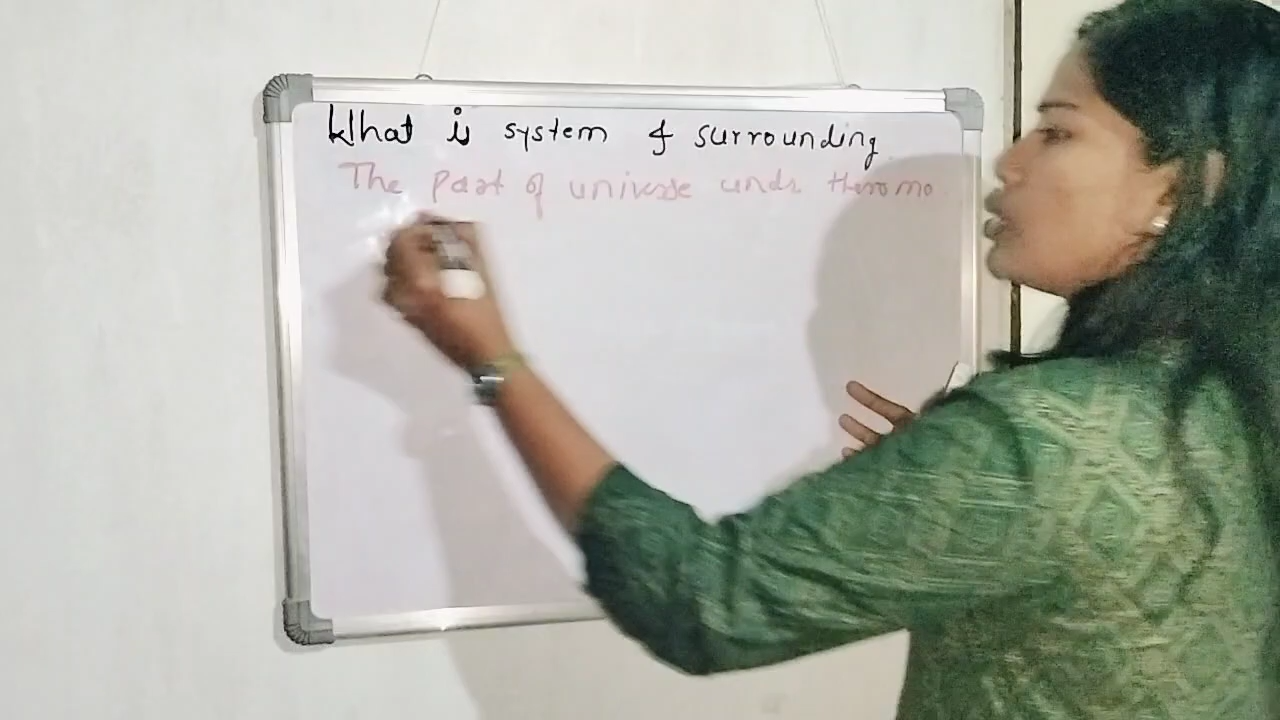 What is system & surrounding
The part of universe under thermo